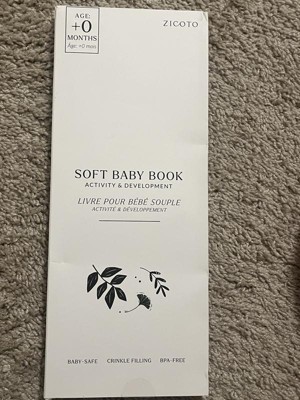 AGE:
+0
MONTHS
Âge: +0 mois
ZICOTO
SOFT BABY BOOK
ACTIVITY & DEVELOPMENT
LIVRE POUR BÉBÉ SOUPLE
ACTIVITÉ & DÉVELOPPEMENT
BABY-SAFE CRINKLE FILLING BPA-FREE